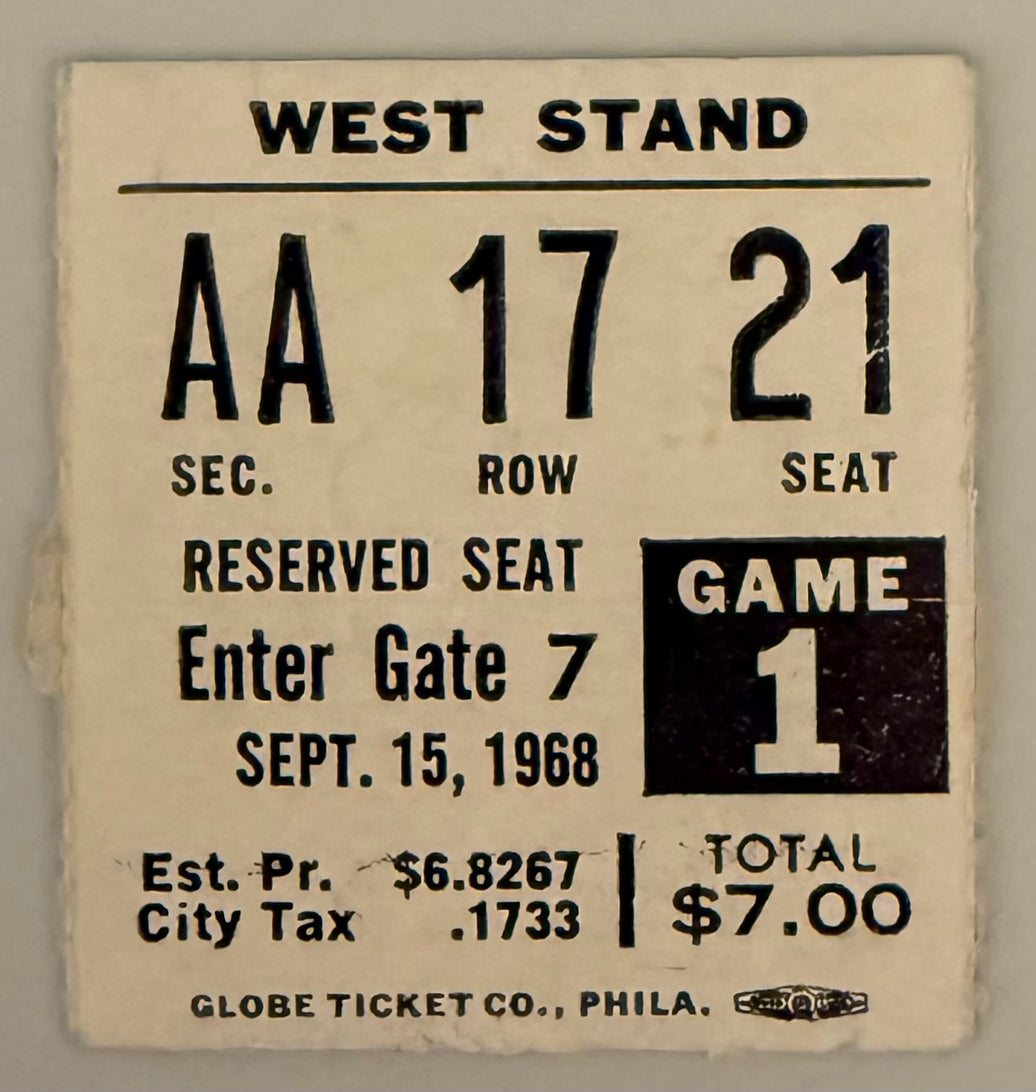 WEST STAND
AA 17 21
SEC. ROW SEAT
RESERVED SEAT
Enter Gate 7
SEPT. 15, 1968
GAME
1
Est. Pr. $6.8267
City Tax .1733
TOTAL
$7.00
GLOBE TICKET CO., PHILA.